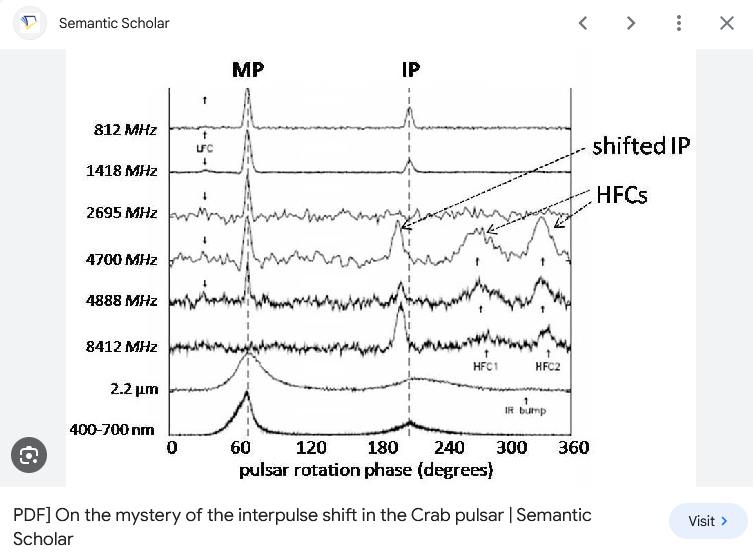 Semantic Scholar
MP IP
812 MHz
LFC
1418 MHz
shifted IP
HFCs
2695 MHz
4700 MHz
4888 MHz
8412 MHz
HFC1 HFC2
2.2 µm
IR bump
400-700 nm
0 60 120 180 240 300 360
pulsar rotation phase (degrees)
PDF] On the mystery of the interpulse shift in the Crab pulsar | Semantic
Scholar
Visit